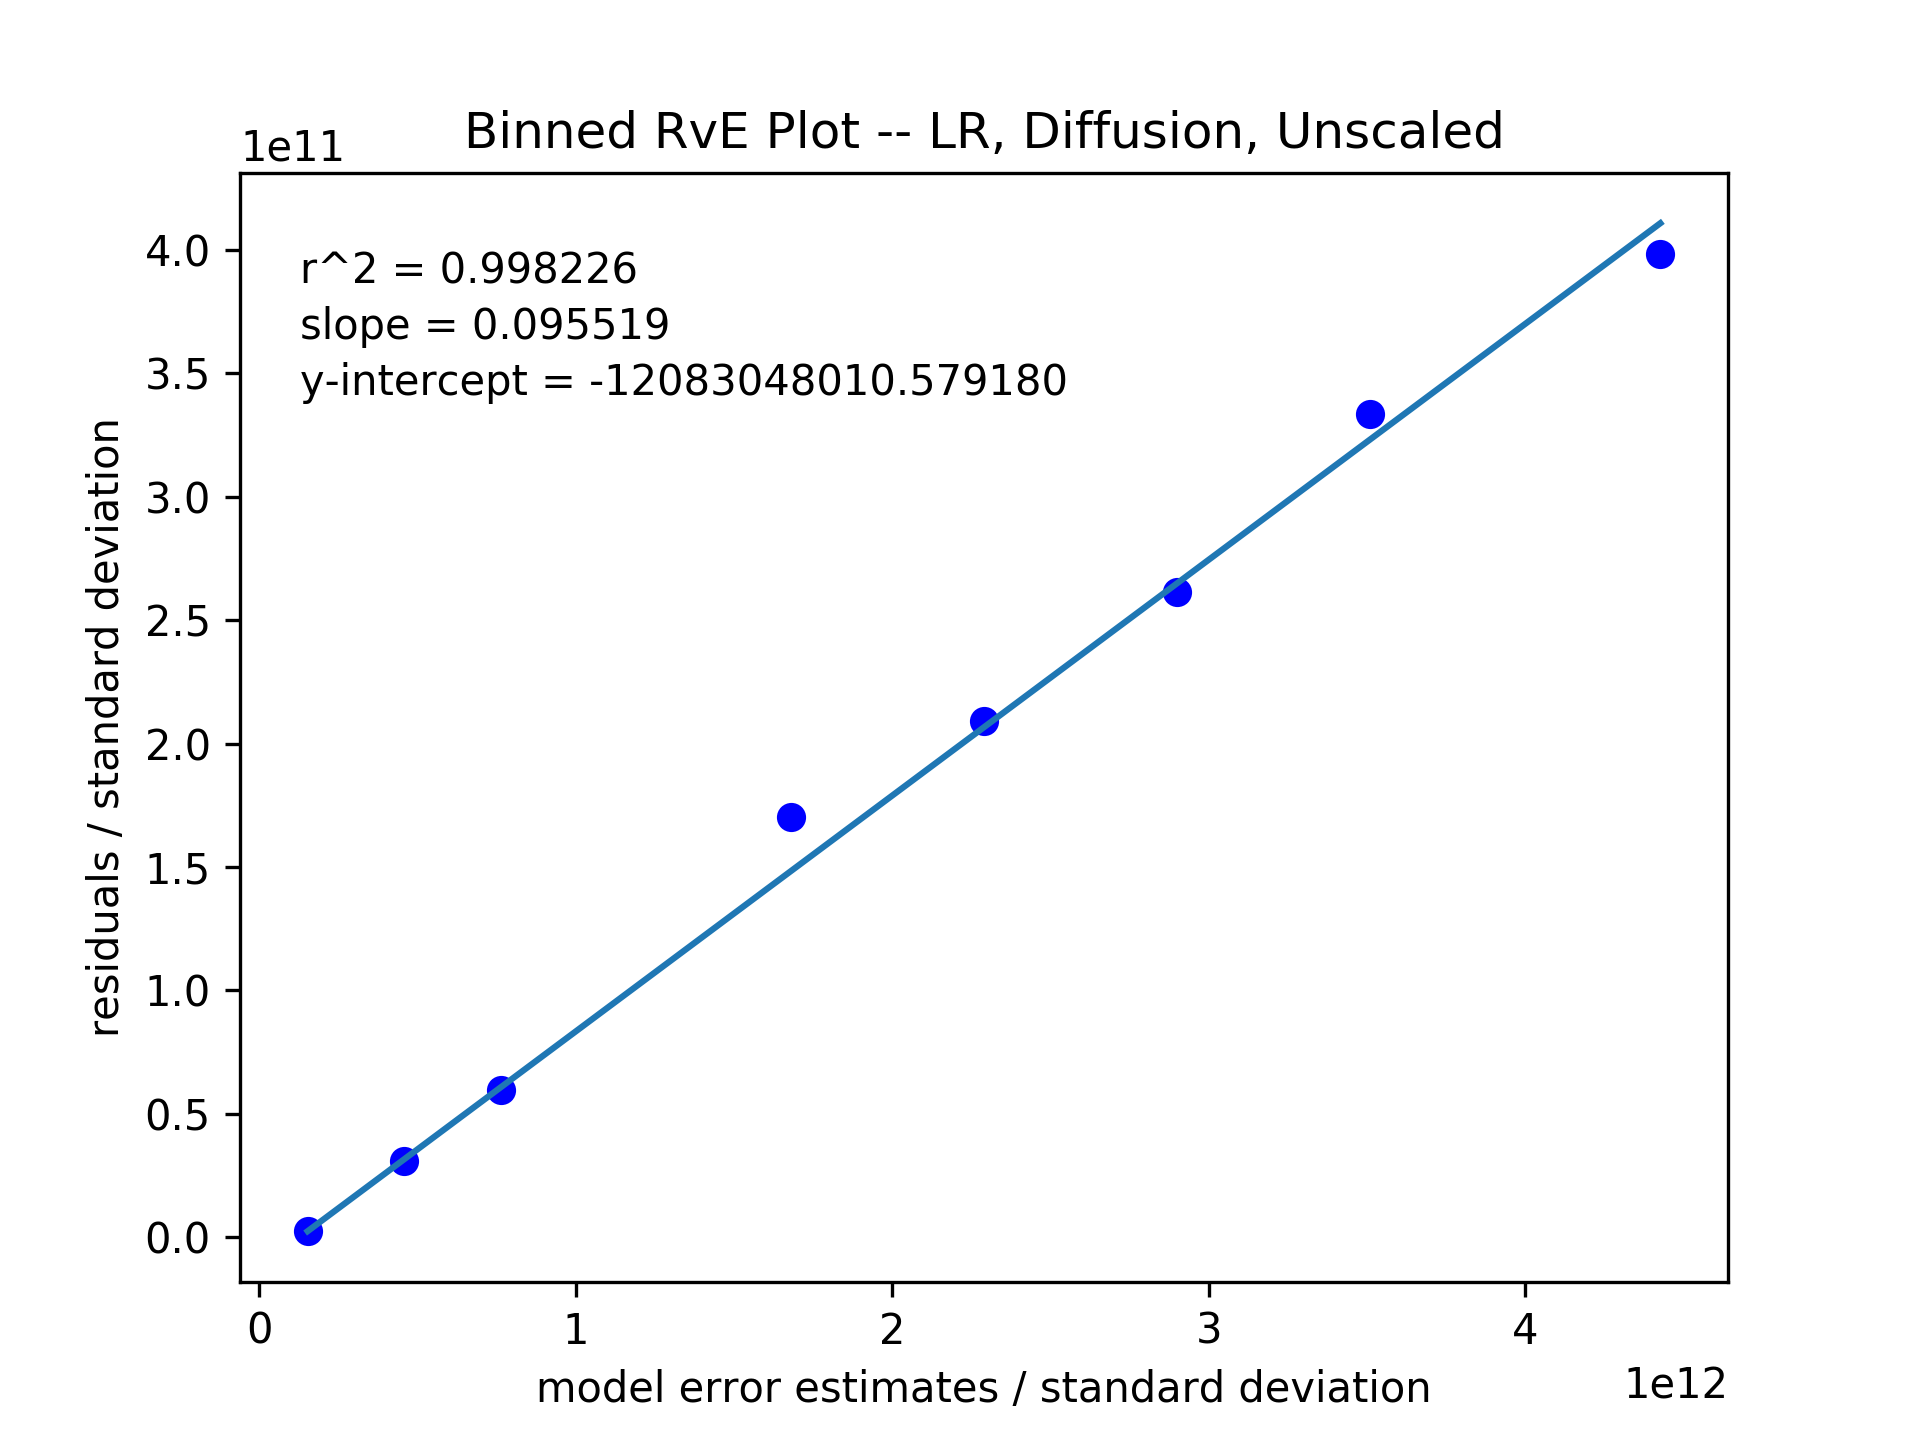 Binned RvE Plot -- LR, Diffusion, Unscaled
1e11
r^2 = 0.998226
slope = 0.095519
y-intercept = -12083048010.579180
4.0
3.5
3.0
2.5
2.0
1.5
1.0
0.5
0.0
residuals / standard deviation
0 1 2 3 4
1e12
model error estimates / standard deviation